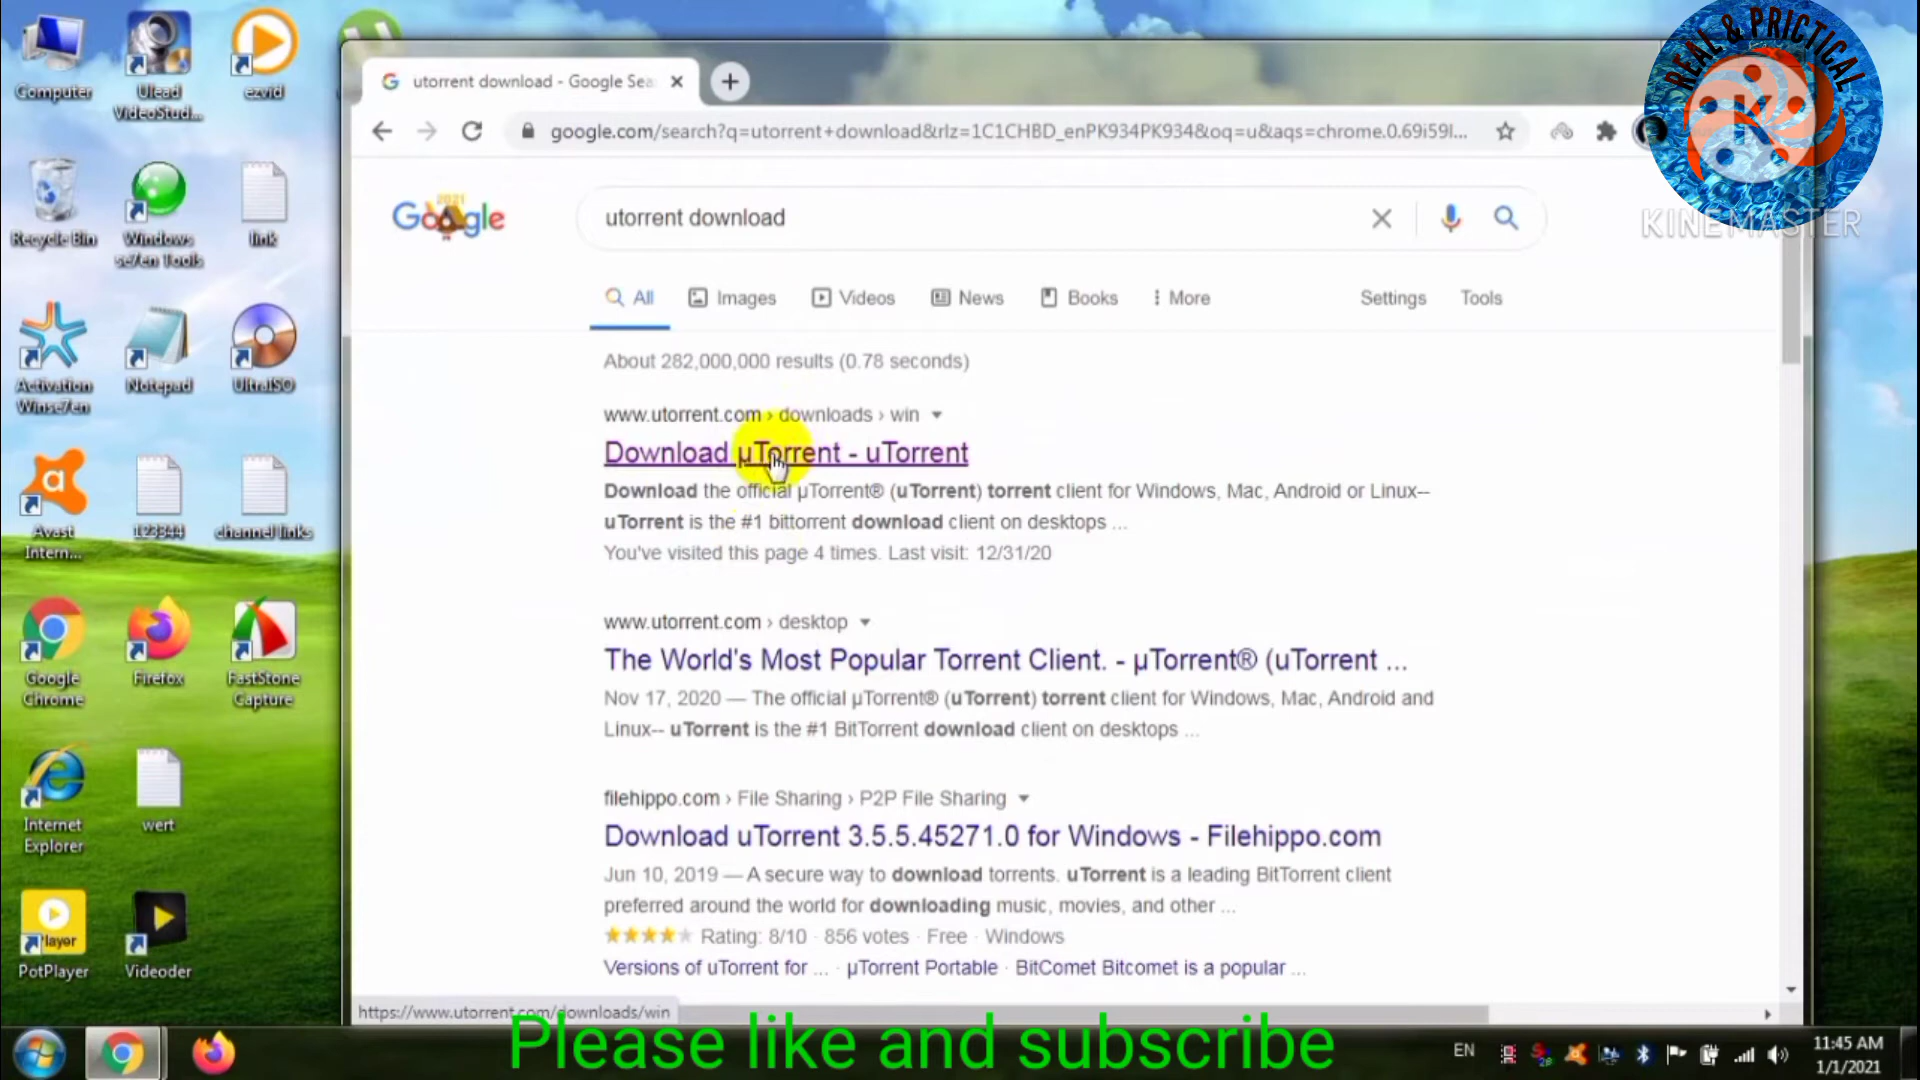 Computer
Ulead
VideoStud...
ezvid
Recycle Bin
Windows
se7en Tools
link
Activation
Winse7en
Notepad
UltraISO
Avast
Intern...
123344
channel links
Google
Chrome
Firefox
FastStone
Capture
Internet
Explorer
wert
Player
PotPlayer
Videoder
utorrent download - Google Sea
google.com/search?q=utorrent+download&rlz=1C1CHBD_enPK934PK934&oq=u&aqs=chrome.0.69i59l...
REAL & PRICTICAL
K
KINEMASTER
2021
Google
utorrent download
All Images Videos News Books More Settings Tools
About 282,000,000 results (0.78 seconds)
www.utorrent.com › downloads › win
Download µTorrent - uTorrent
Download the official µTorrent® (uTorrent) torrent client for Windows, Mac, Android or Linux--
uTorrent is the #1 bittorrent download client on desktops ...
You've visited this page 4 times. Last visit: 12/31/20
www.utorrent.com › desktop
The World's Most Popular Torrent Client. - µTorrent® (uTorrent ...
Nov 17, 2020 — The official µTorrent® (uTorrent) torrent client for Windows, Mac, Android and
Linux-- uTorrent is the #1 BitTorrent download client on desktops ...
filehippo.com › File Sharing › P2P File Sharing
Download uTorrent 3.5.5.45271.0 for Windows - Filehippo.com
Jun 10, 2019 — A secure way to download torrents. uTorrent is a leading BitTorrent client
preferred around the world for downloading music, movies, and other ...
Rating: 8/10 · 856 votes · Free · Windows
Versions of uTorrent for ... · µTorrent Portable · BitComet Bitcomet is a popular ...
https://www.utorrent.com/downloads/win
Please like and subscribe
EN
28
11:45 AM
1/1/2021